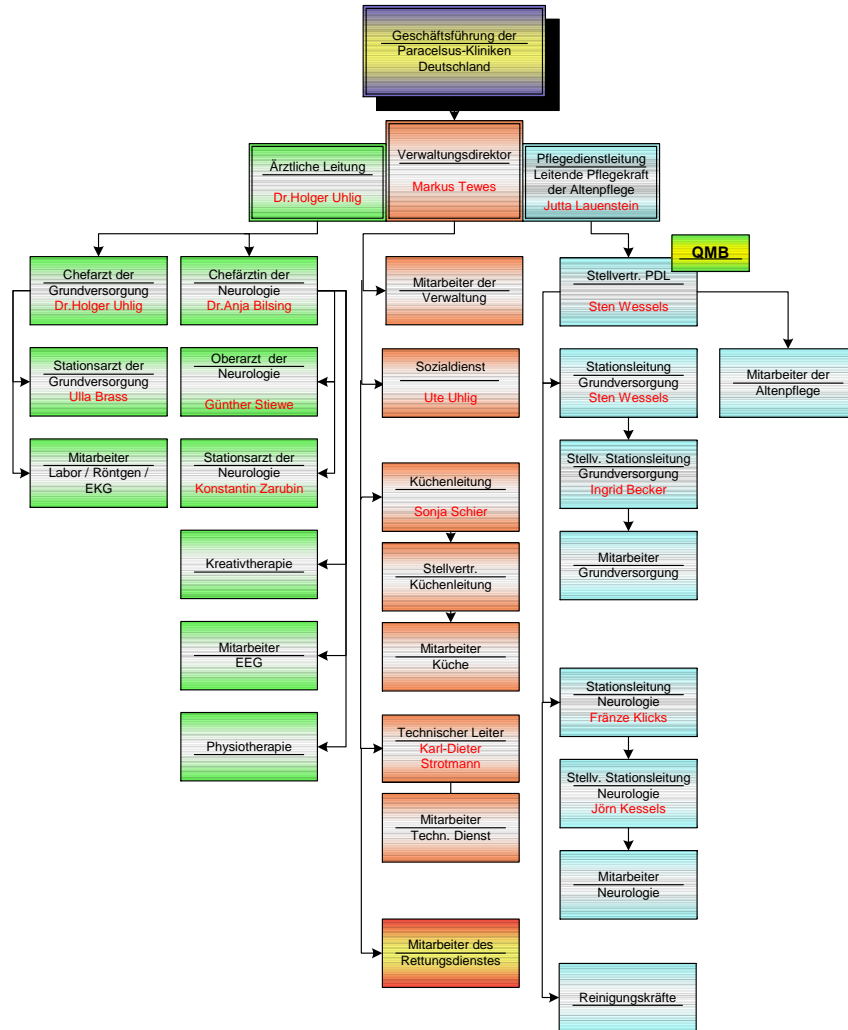 Geschäftsführung der
Paracelsus-Kliniken
Deutschland
Ärztliche Leitung
Dr.Holger Uhlig
Verwaltungsdirektor
Markus Tewes
Pflegedienstleitung
Leitende Pflegekraft
der Altenpflege
Jutta Lauenstein
QMB
Chefarzt der
Grundversorgung
Dr.Holger Uhlig
Chefärztin der
Neurologie
Dr.Anja Bilsing
Mitarbeiter der
Verwaltung
Stellvertr. PDL
Sten Wessels
Stationsarzt der
Grundversorgung
Ulla Brass
Oberarzt der
Neurologie
Günther Stiewe
Sozialdienst
Ute Uhlig
Stationsleitung
Grundversorgung
Sten Wessels
Mitarbeiter der
Altenpflege
Mitarbeiter
Labor / Röntgen /
EKG
Stationsarzt der
Neurologie
Konstantin Zarubin
Küchenleitung
Sonja Schier
Stellv. Stationsleitung
Grundversorgung
Ingrid Becker
Kreativtherapie
Stellvertr.
Küchenleitung
Mitarbeiter
Grundversorgung
Mitarbeiter
EEG
Mitarbeiter
Küche
Stationsleitung
Neurologie
Fränze Klicks
Physiotherapie
Technischer Leiter
Karl-Dieter
Strotmann
Stellv. Stationsleitung
Neurologie
Jörn Kessels
Mitarbeiter
Techn. Dienst
Mitarbeiter
Neurologie
Mitarbeiter des
Rettungsdienstes
Reinigungskräfte